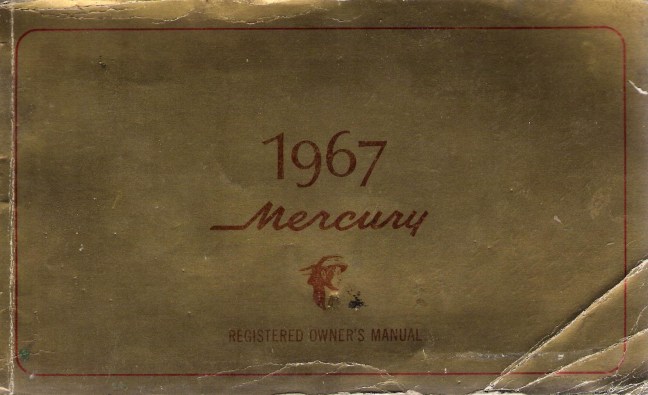 1967
Mercury
REGISTERED OWNER'S MANUAL